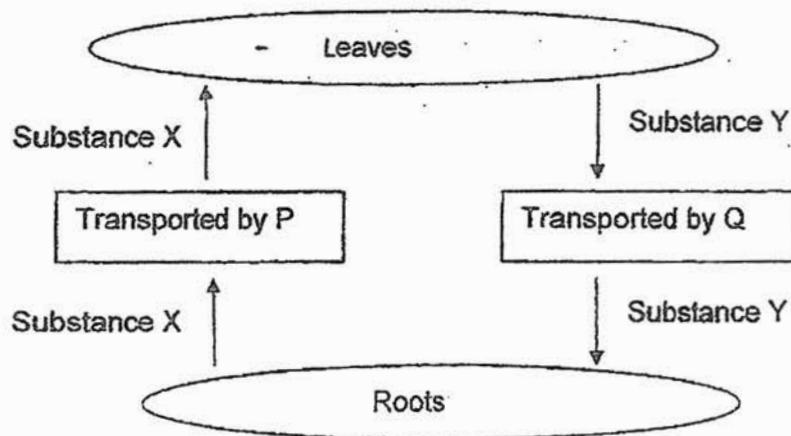 Leaves
Substance X
Substance Y
Transported by P
Transported by Q
Substance X
Substance Y
Roots